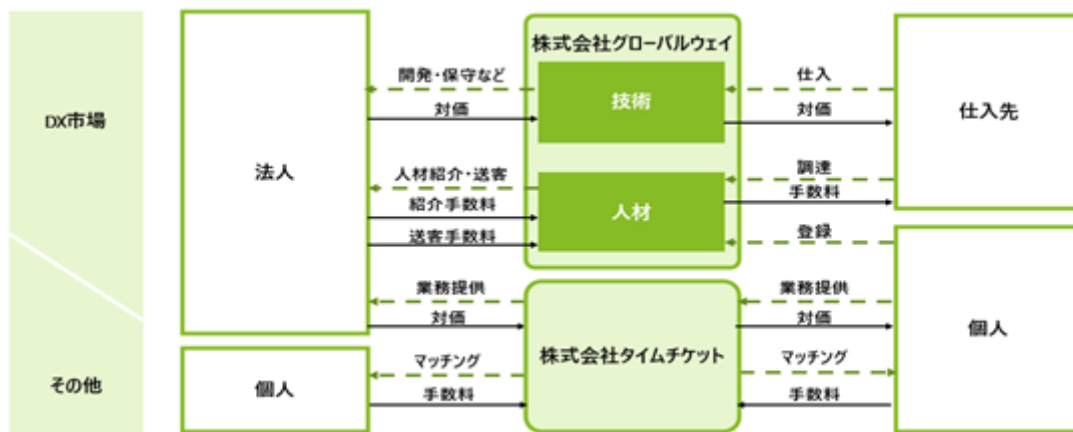 株式会社グローバルウェイ
DX市場
法人
開発・保守など
対価
技術
仕入
対価
仕入先
人材紹介・送客
紹介手数料
送客手数料
人材
調達
手数料
登録
業務提供
対価
株式会社タイムチケット
業務提供
対価
個人
その他
個人
マッチング
手数料
マッチング
手数料